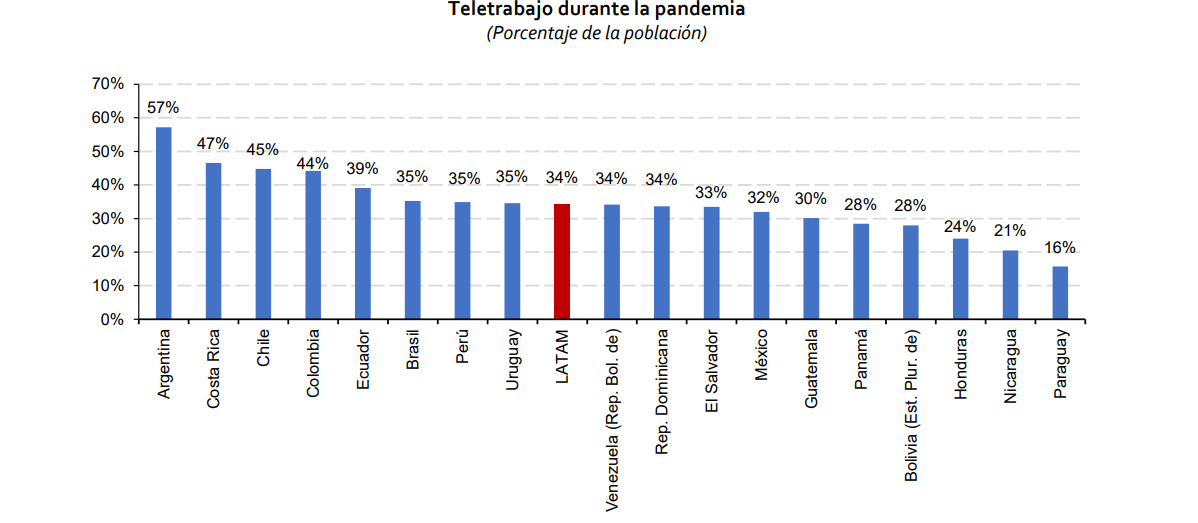 Teletrabajo durante la pandemia
(Porcentaje de la población)
70%
60%
50%
40%
30%
20%
10%
0%
57%
47%
45%
44%
39%
35%
35%
35%
34%
34%
34%
33%
32%
30%
28%
28%
24%
21%
16%
Argentina
Costa Rica
Chile
Colombia
Ecuador
Brasil
Perú
Uruguay
LATAM
Venezuela (Rep. Bol. de)
Rep. Dominicana
El Salvador
México
Guatemala
Panamá
Bolivia (Est. Plur. de)
Honduras
Nicaragua
Paraguay